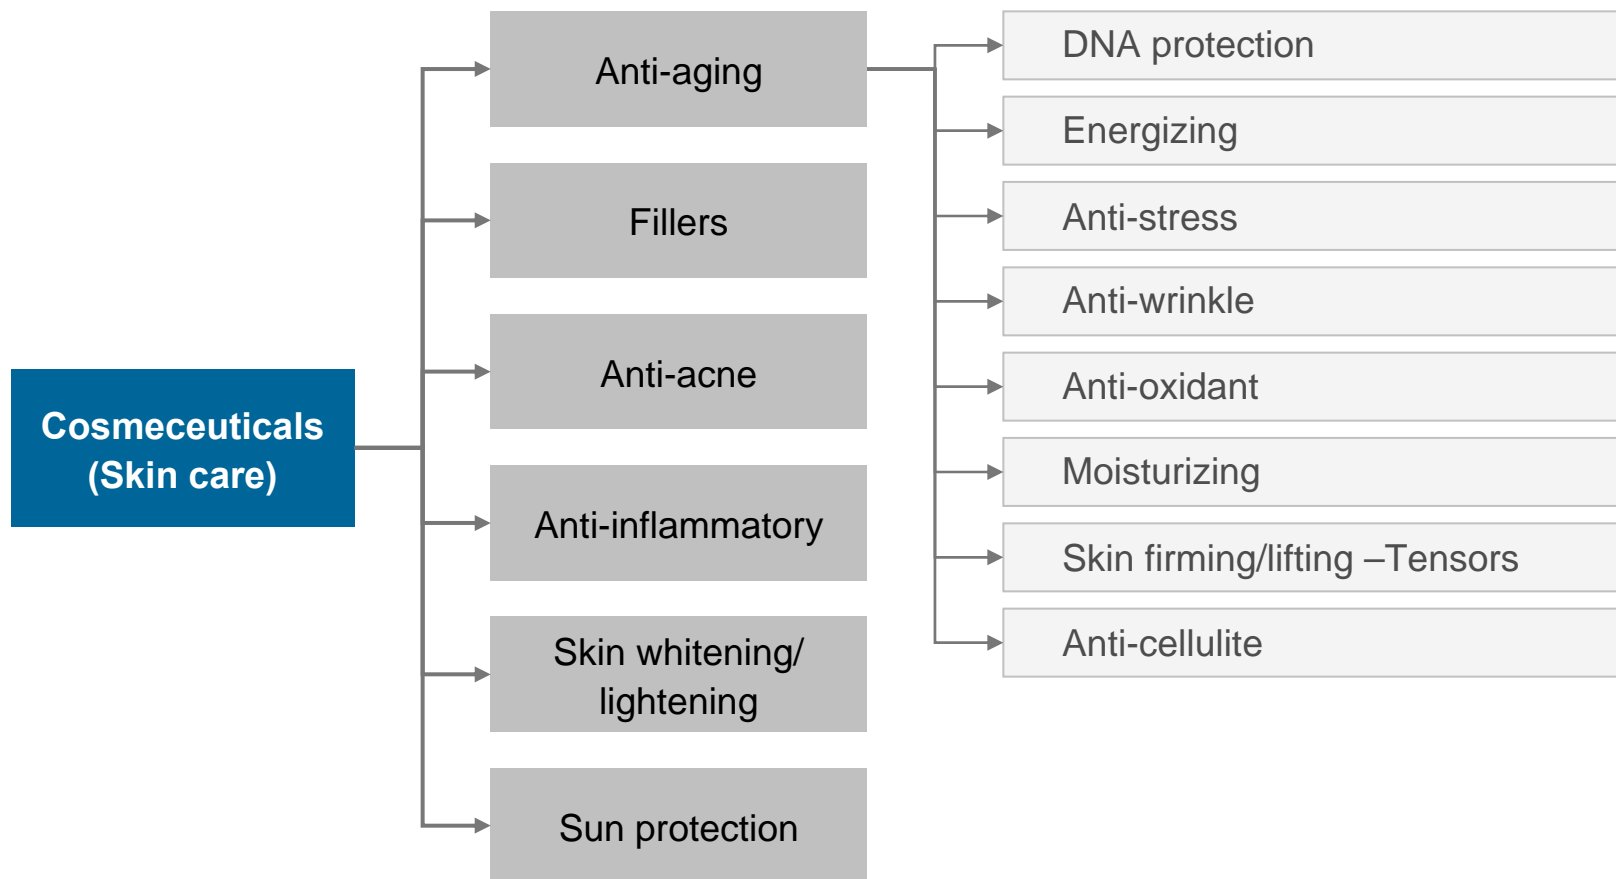 Cosmeceuticals
(Skin care)
Anti-aging
Fillers
Anti-acne
Anti-inflammatory
Skin whitening/
lightening
Sun protection
DNA protection
Energizing
Anti-stress
Anti-wrinkle
Anti-oxidant
Moisturizing
Skin firming/lifting –Tensors
Anti-cellulite